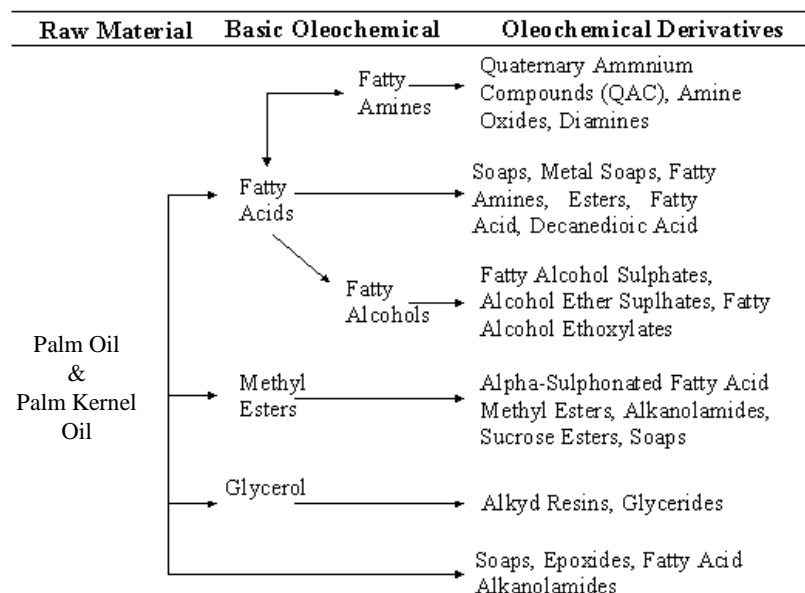 Raw Material Basic Oleochemical Oleochemical Derivatives
Fatty
Amines
Quaternary Ammnium
Compounds (QAC), Amine
Oxides, Diamines
Fatty
Acids
Soaps, Metal Soaps, Fatty
Amines, Esters, Fatty
Acid, Decanedioic Acid
Fatty
Alcohols
Fatty Alcohol Sulphates,
Alcohol Ether Suplhates, Fatty
Alcohol Ethoxylates
Palm Oil
&
Palm Kernel
Oil
Methyl
Esters
Alpha-Sulphonated Fatty Acid
Methyl Esters, Alkanolamides,
Sucrose Esters, Soaps
Glycerol
Alkyd Resins, Glycerides
Soaps, Epoxides, Fatty Acid
Alkanolamides